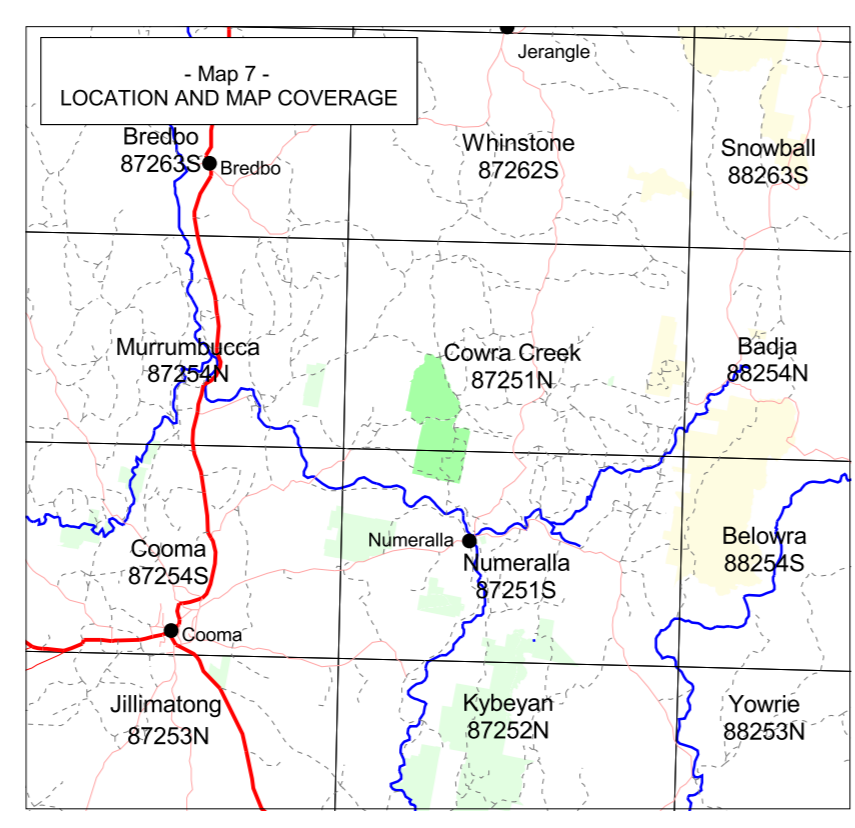 Jerangle
- Map 7 -
LOCATION AND MAP COVERAGE
Bredbo
87263S
Bredbo
Whinstone
87262S
Snowball
88263S
Murrumbucca
87254N
Cowra Creek
87251N
Badja
88254N
Cooma
87254S
Numeralla
Numeralla
87251S
Belowra
88254S
Cooma
Jillimatong
87253N
Kybeyan
87252N
Yowrie
88253N